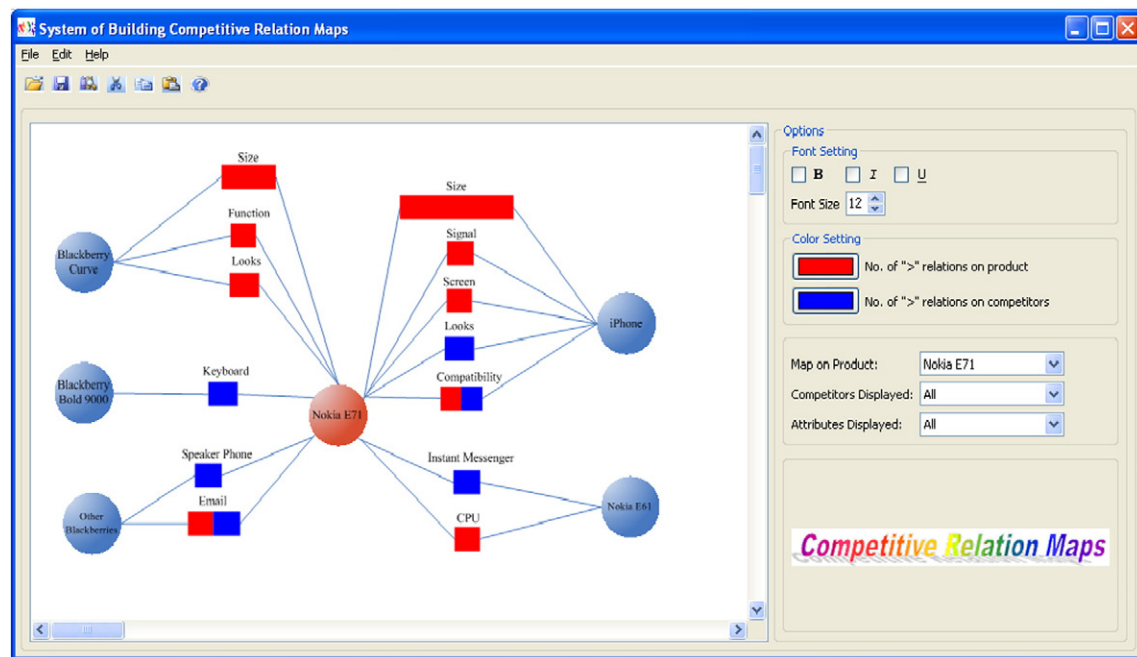 System of Building Competitive Relation Maps
File Edit Help
Size
Function
Looks
Blackberry
Curve
Size
Signal
Screen
Looks
Compatibility
iPhone
Keyboard
Blackberry
Bold 9000
Nokia E71
Speaker Phone
Email
Other
Blackberries
Instant Messenger
CPU
Nokia E61
Options
Font Setting
B I U
Font Size 12
Color Setting
No. of ">" relations on product
No. of ">" relations on competitors
Map on Product: Nokia E71
Competitors Displayed: All
Attributes Displayed: All
Competitive Relation Maps